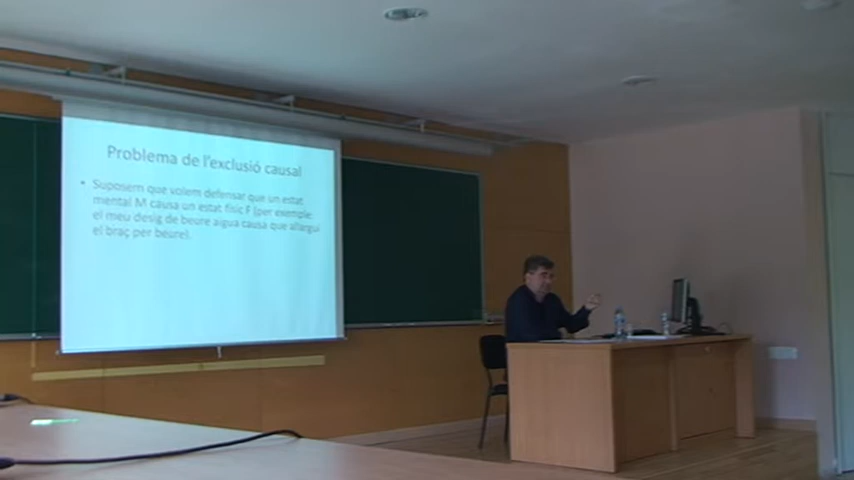 Problema de l'exclusió causal
• Suposem que volem defensar que un estat
mental M causa un estat físic F (per exemple:
el meu desig de beure aigua causa que allargui
el braç per beure).